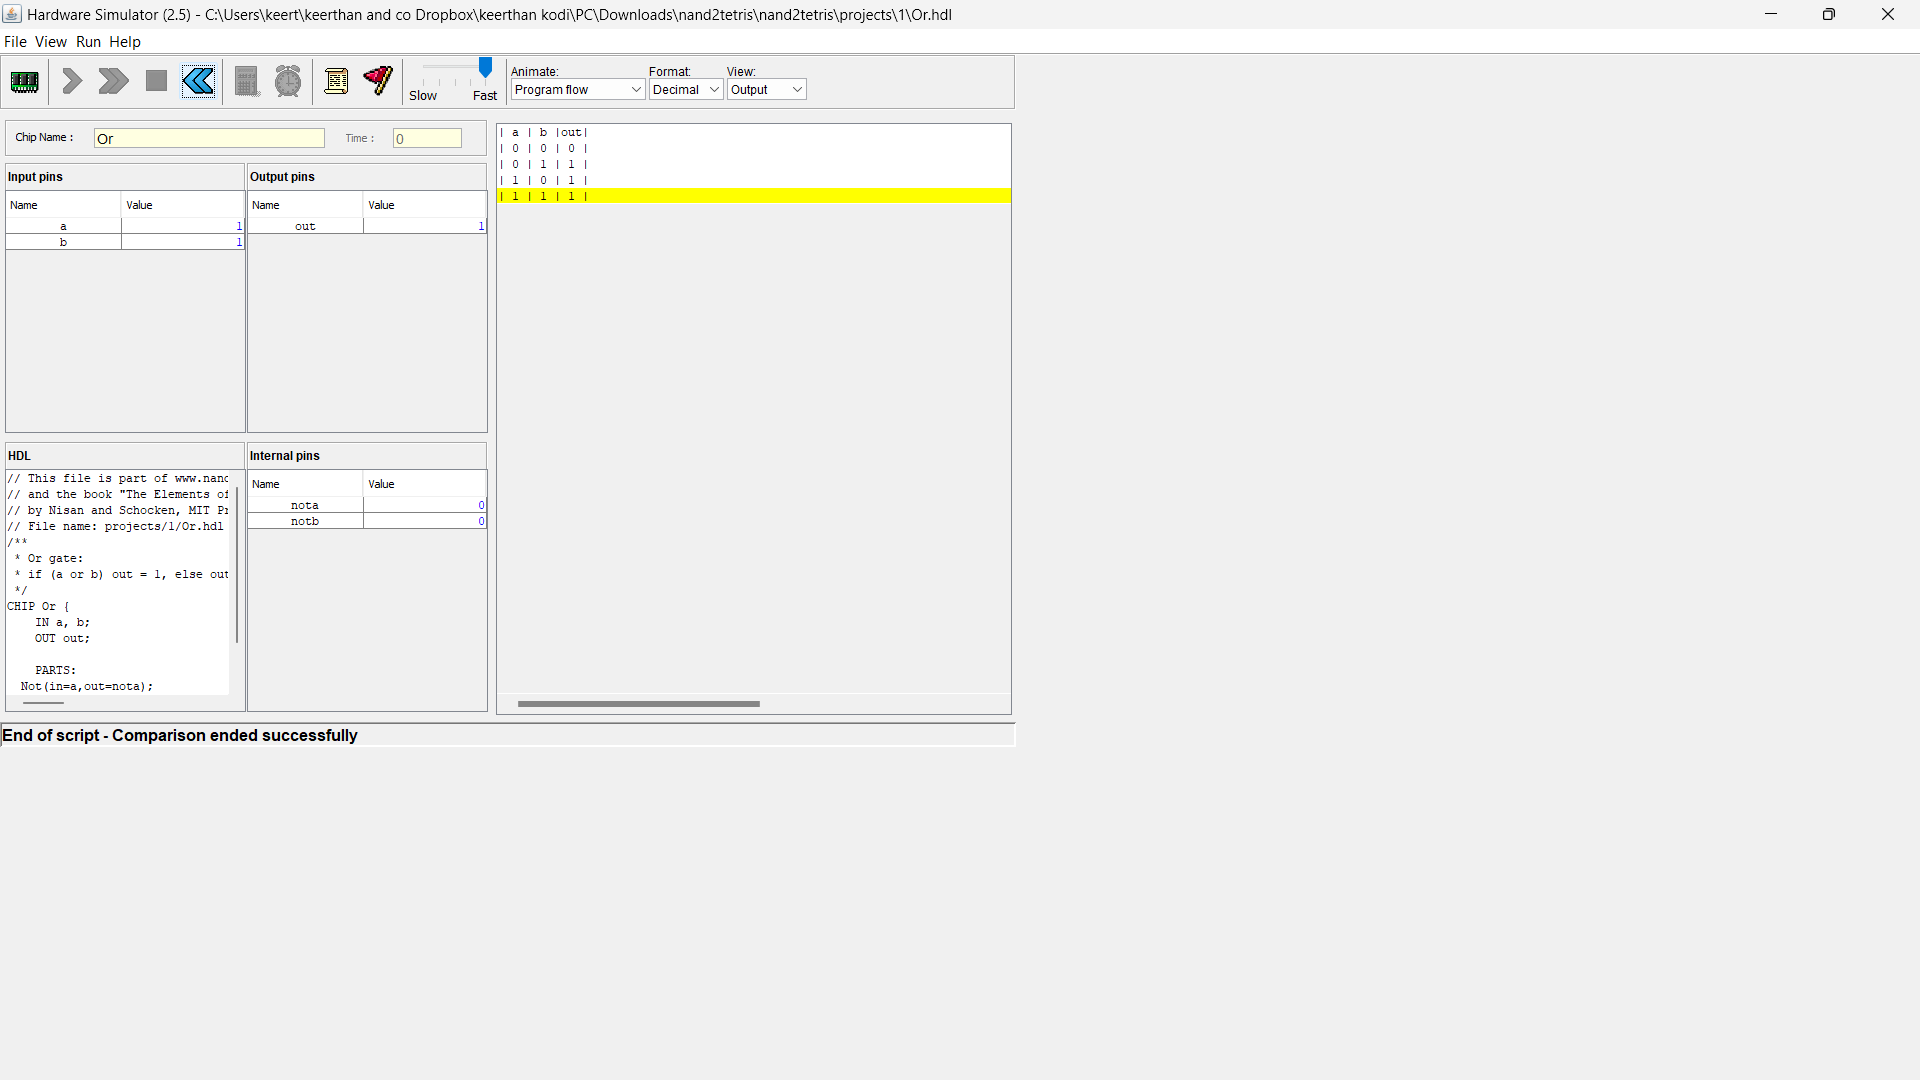 Hardware Simulator (2.5) - C:\Users\keert\keerthan and co Dropbox\keerthan kodi\PC\Downloads\nand2tetris\nand2tetris\projects\1\Or.hdl
File View Run Help
Slow Fast
Animate: Format: View:
Program flow Decimal Output
Chip Name : Or Time : 0
Input pins
Name Value
a 1
b 1
Output pins
Name Value
out 1
| a | b |out|
| 0 | 0 | 0 |
| 0 | 1 | 1 |
| 1 | 0 | 1 |
| 1 | 1 | 1 |
HDL
// This file is part of www.nand
// and the book "The Elements of
// by Nisan and Schocken, MIT Pr
// File name: projects/1/Or.hdl
/**
* Or gate:
* if (a or b) out = 1, else out
*/
CHIP Or {
IN a, b;
OUT out;
PARTS:
Not(in=a,out=nota);
Internal pins
Name Value
nota 0
notb 0
End of script - Comparison ended successfully